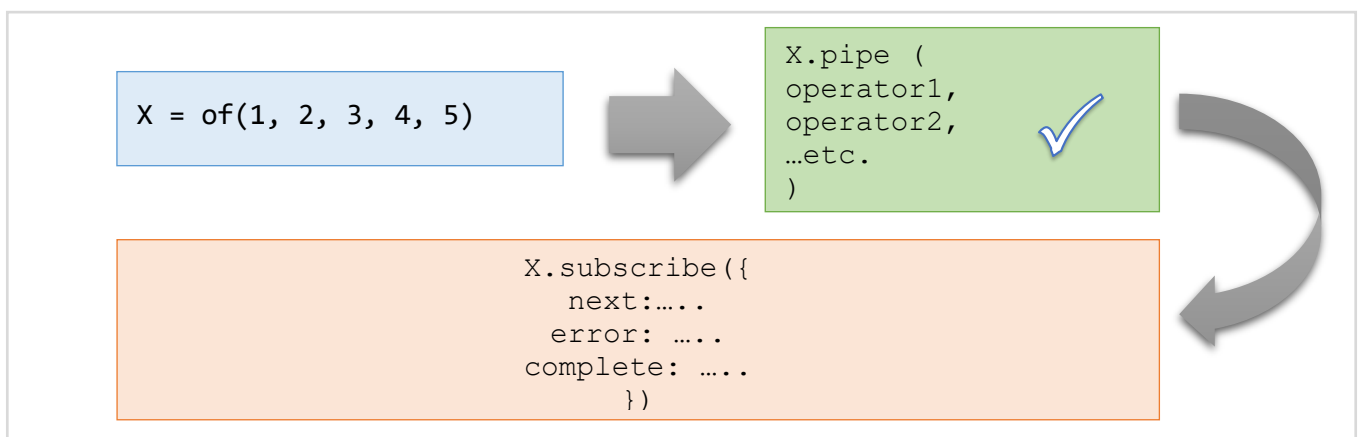 X = of(1, 2, 3, 4, 5)
X.pipe (
operator1,
operator2,
…etc.
)
X.subscribe({
next:…..
error: …..
complete: …..
})